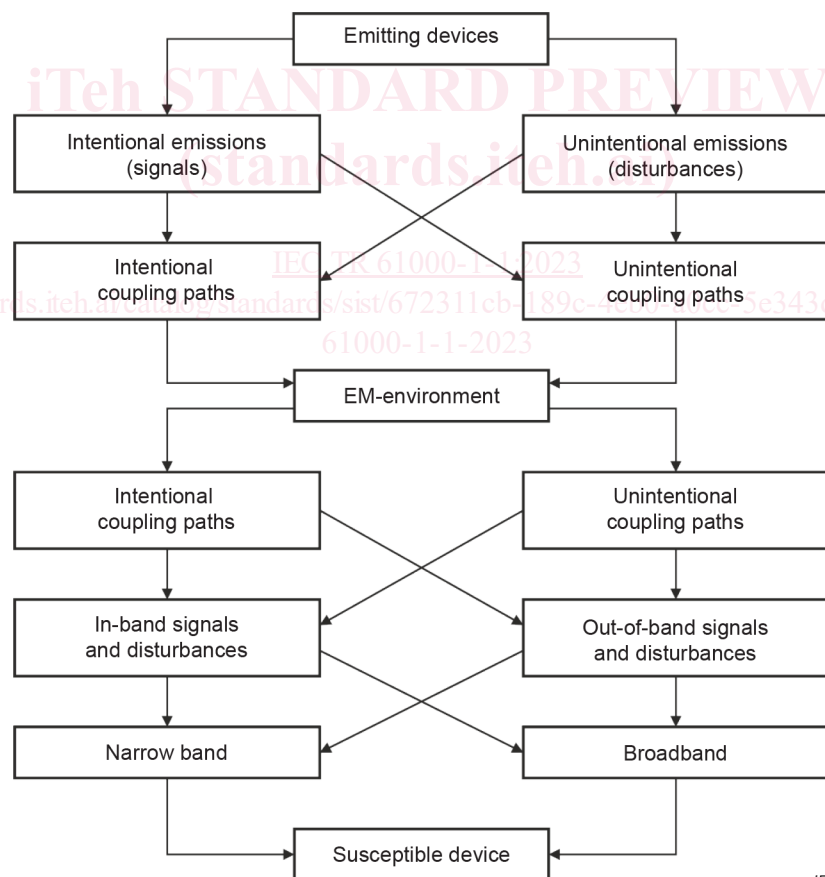 Emitting devices
iTeh STANDARD PREVIEW
Intentional emissions
(signals)
Unintentional emissions
(disturbances)
(standards.iteh.ai)
Intentional
coupling paths
IEC TR 61000-1-1:2023
Unintentional
coupling paths
61000-1-1-2023
EM-environment
Intentional
coupling paths
Unintentional
coupling paths
In-band signals
and disturbances
Out-of-band signals
and disturbances
Narrow band
Broadband
Susceptible device